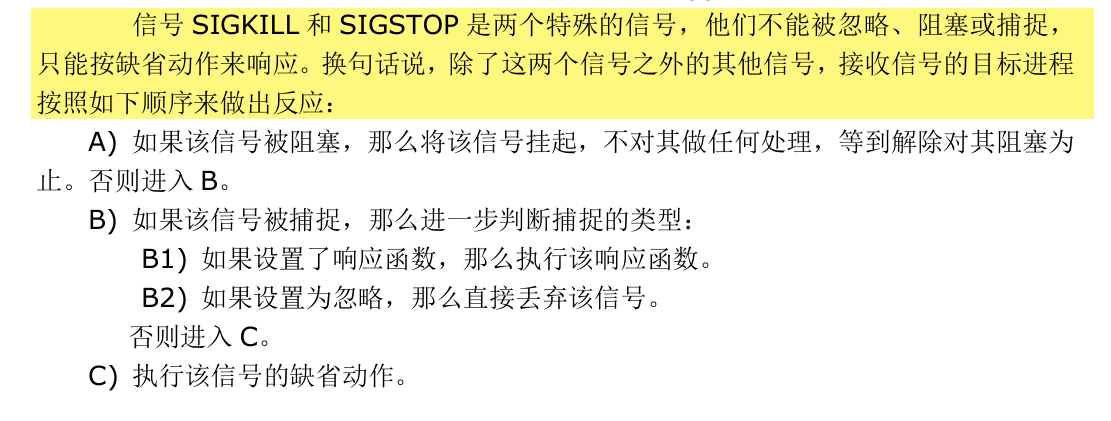 信号 SIGKILL 和 SIGSTOP 是两个特殊的信号，他们不能被忽略、阻塞或捕捉，
只能按缺省动作来响应。换句话说，除了这两个信号之外的其他信号，接收信号的目标进程
按照如下顺序来做出反应：
A) 如果该信号被阻塞，那么将该信号挂起，不对其做任何处理，等到解除对其阻塞为
止。否则进入 B。
B) 如果该信号被捕捉，那么进一步判断捕捉的类型：
B1) 如果设置了响应函数，那么执行该响应函数。
B2) 如果设置为忽略，那么直接丢弃该信号。
否则进入 C。
C) 执行该信号的缺省动作。